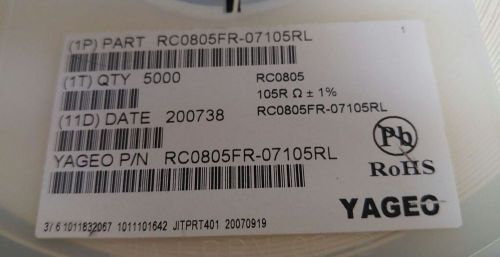 (1P) PART RC0805FR-07105RL
(1T) QTY 5000
RC0805
105R Ω ± 1%
(11D) DATE 200738
RC0805FR-07105RL
YAGEO P/N RC0805FR-07105RL
Pb
RoHS
YAGEO
3/ 6 1011832067 1011101642 JITPRT401 20070919